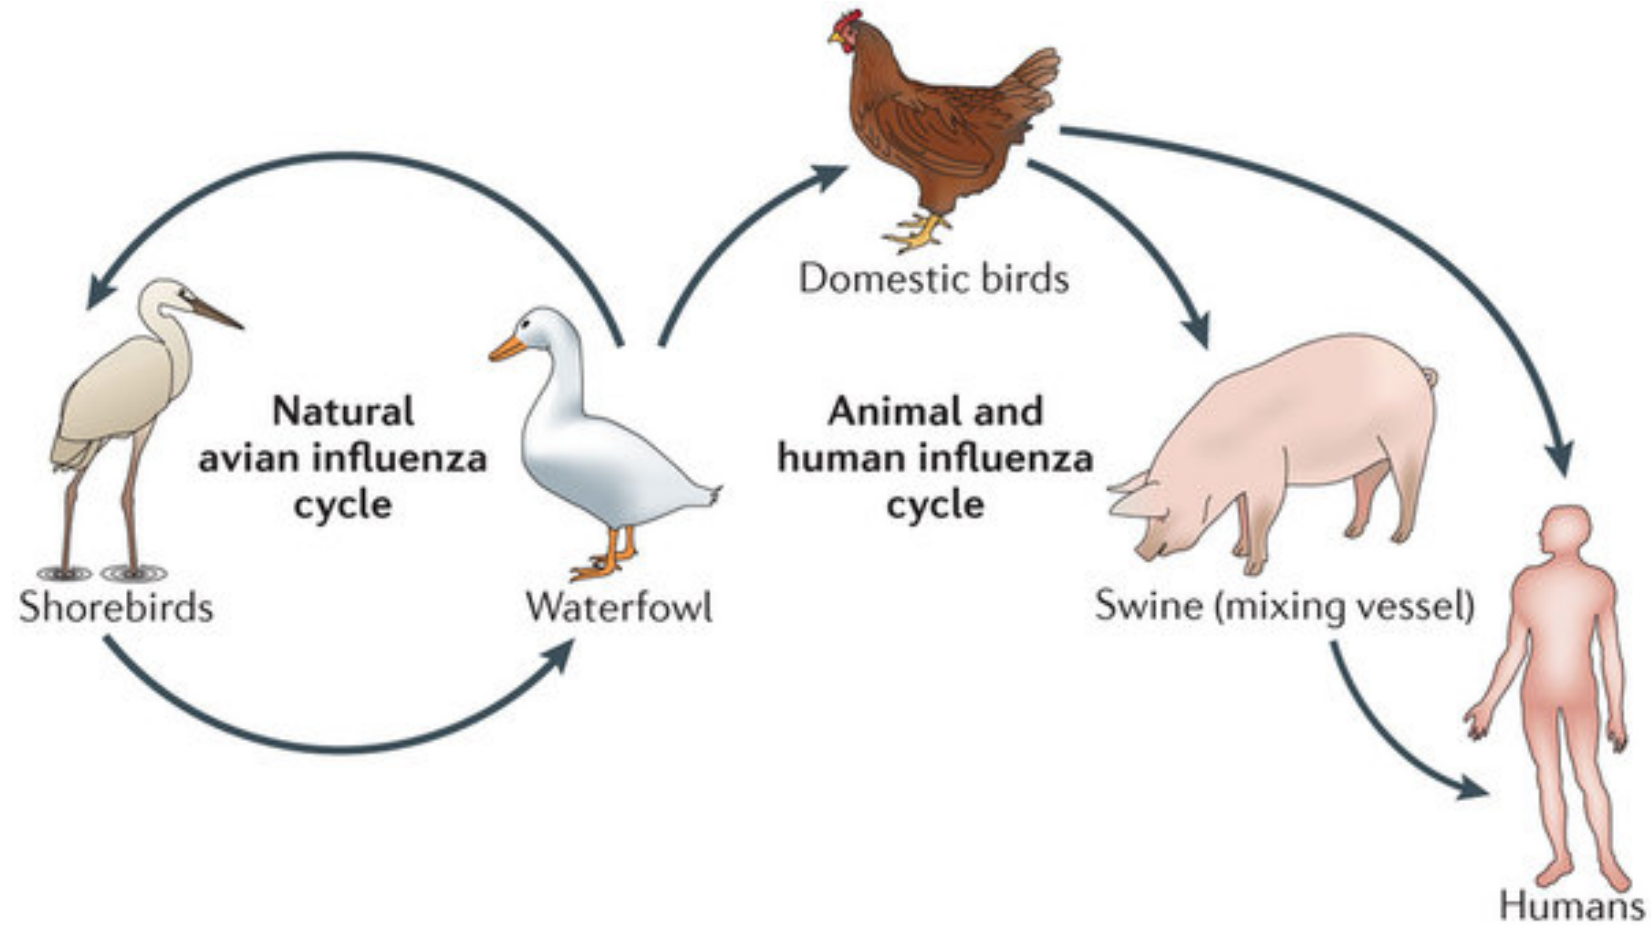 Domestic birds
Natural
avian influenza
cycle
Animal and
human influenza
cycle
Shorebirds
Waterfowl
Swine (mixing vessel)
Humans